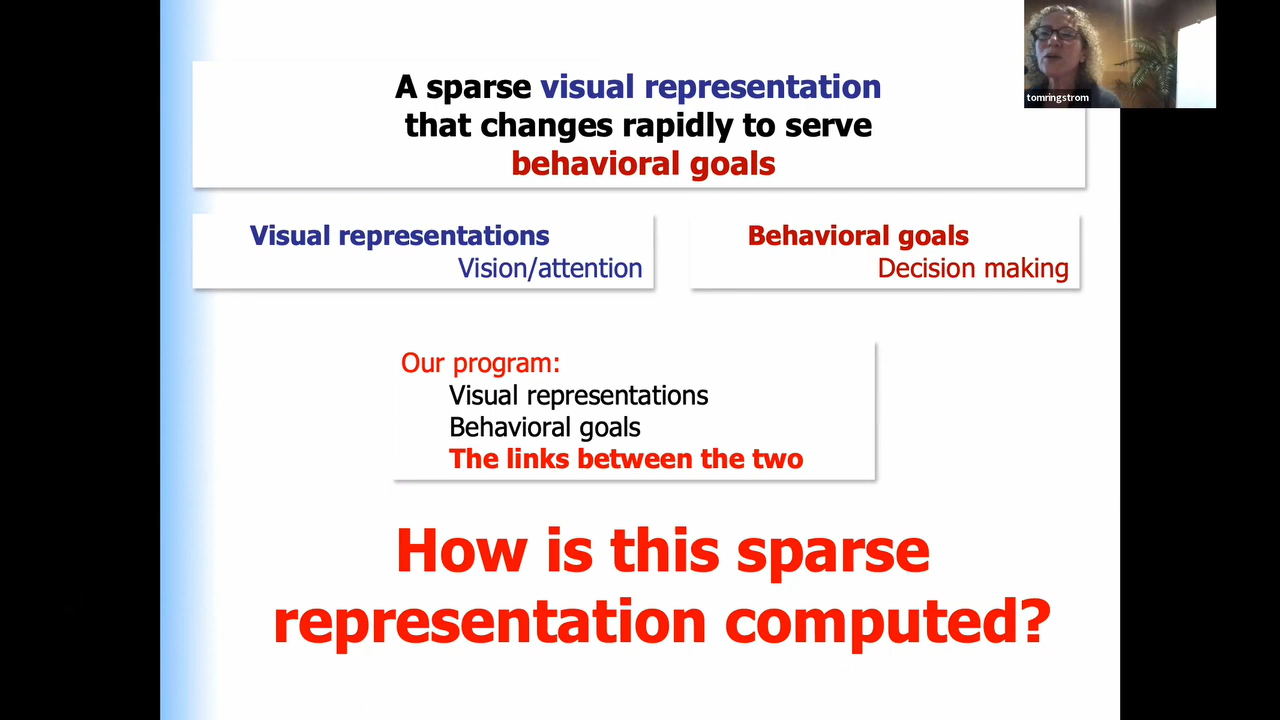 A sparse visual representation
that changes rapidly to serve
behavioral goals
tomringstrom
Visual representations
Vision/attention
Behavioral goals
Decision making
Our program:
Visual representations
Behavioral goals
The links between the two
How is this sparse
representation computed?